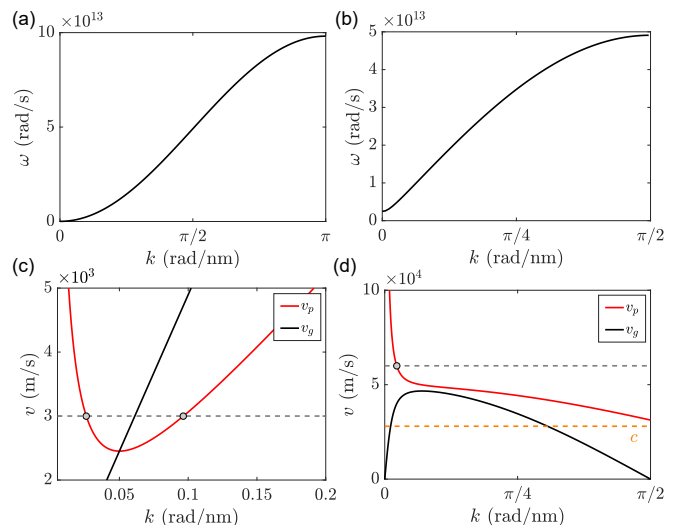 (a)
×10^13
10
5
0
ω (rad/s)
0
π/2
π
k (rad/nm)
(b)
×10^13
5
4
3
2
1
0
ω (rad/s)
0
π/4
π/2
k (rad/nm)
(c)
×10^3
5
4
3
2
v (m/s)
v_p
v_g
0.05
0.1
0.15
0.2
k (rad/nm)
(d)
×10^4
10
5
0
v (m/s)
v_p
v_g
c
0
π/4
π/2
k (rad/nm)